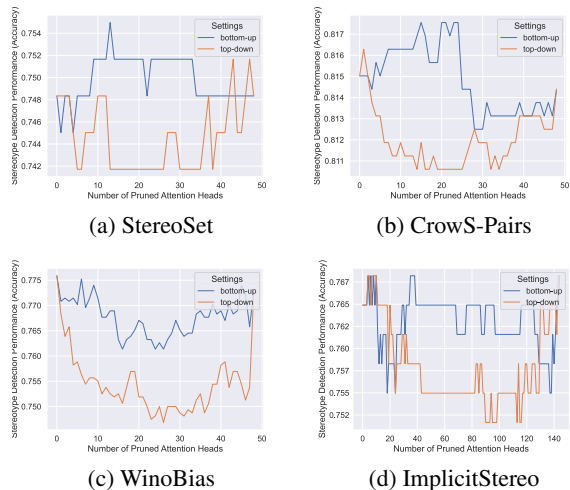 Stereotype Detection Performance (Accuracy)
0.754
0.752
0.750
0.748
0.746
0.744
0.742
Settings
bottom-up
top-down
0 10 20 30 40 50
Number of Pruned Attention Heads
(a) StereoSet
Stereotype Detection Performance (Accuracy)
0.817
0.816
0.815
0.814
0.813
0.812
0.811
Settings
bottom-up
top-down
0 10 20 30 40 50
Number of Pruned Attention Heads
(b) CrowS-Pairs
Stereotype Detection Performance (Accuracy)
0.775
0.770
0.765
0.760
0.755
0.750
Settings
bottom-up
top-down
0 10 20 30 40 50
Number of Pruned Attention Heads
(c) WinoBias
Stereotype Detection Performance (Accuracy)
0.767
0.765
0.762
0.760
0.758
0.755
0.752
Settings
bottom-up
top-down
0 20 40 60 80 100 120 140
Number of Pruned Attention Heads
(d) ImplicitStereo